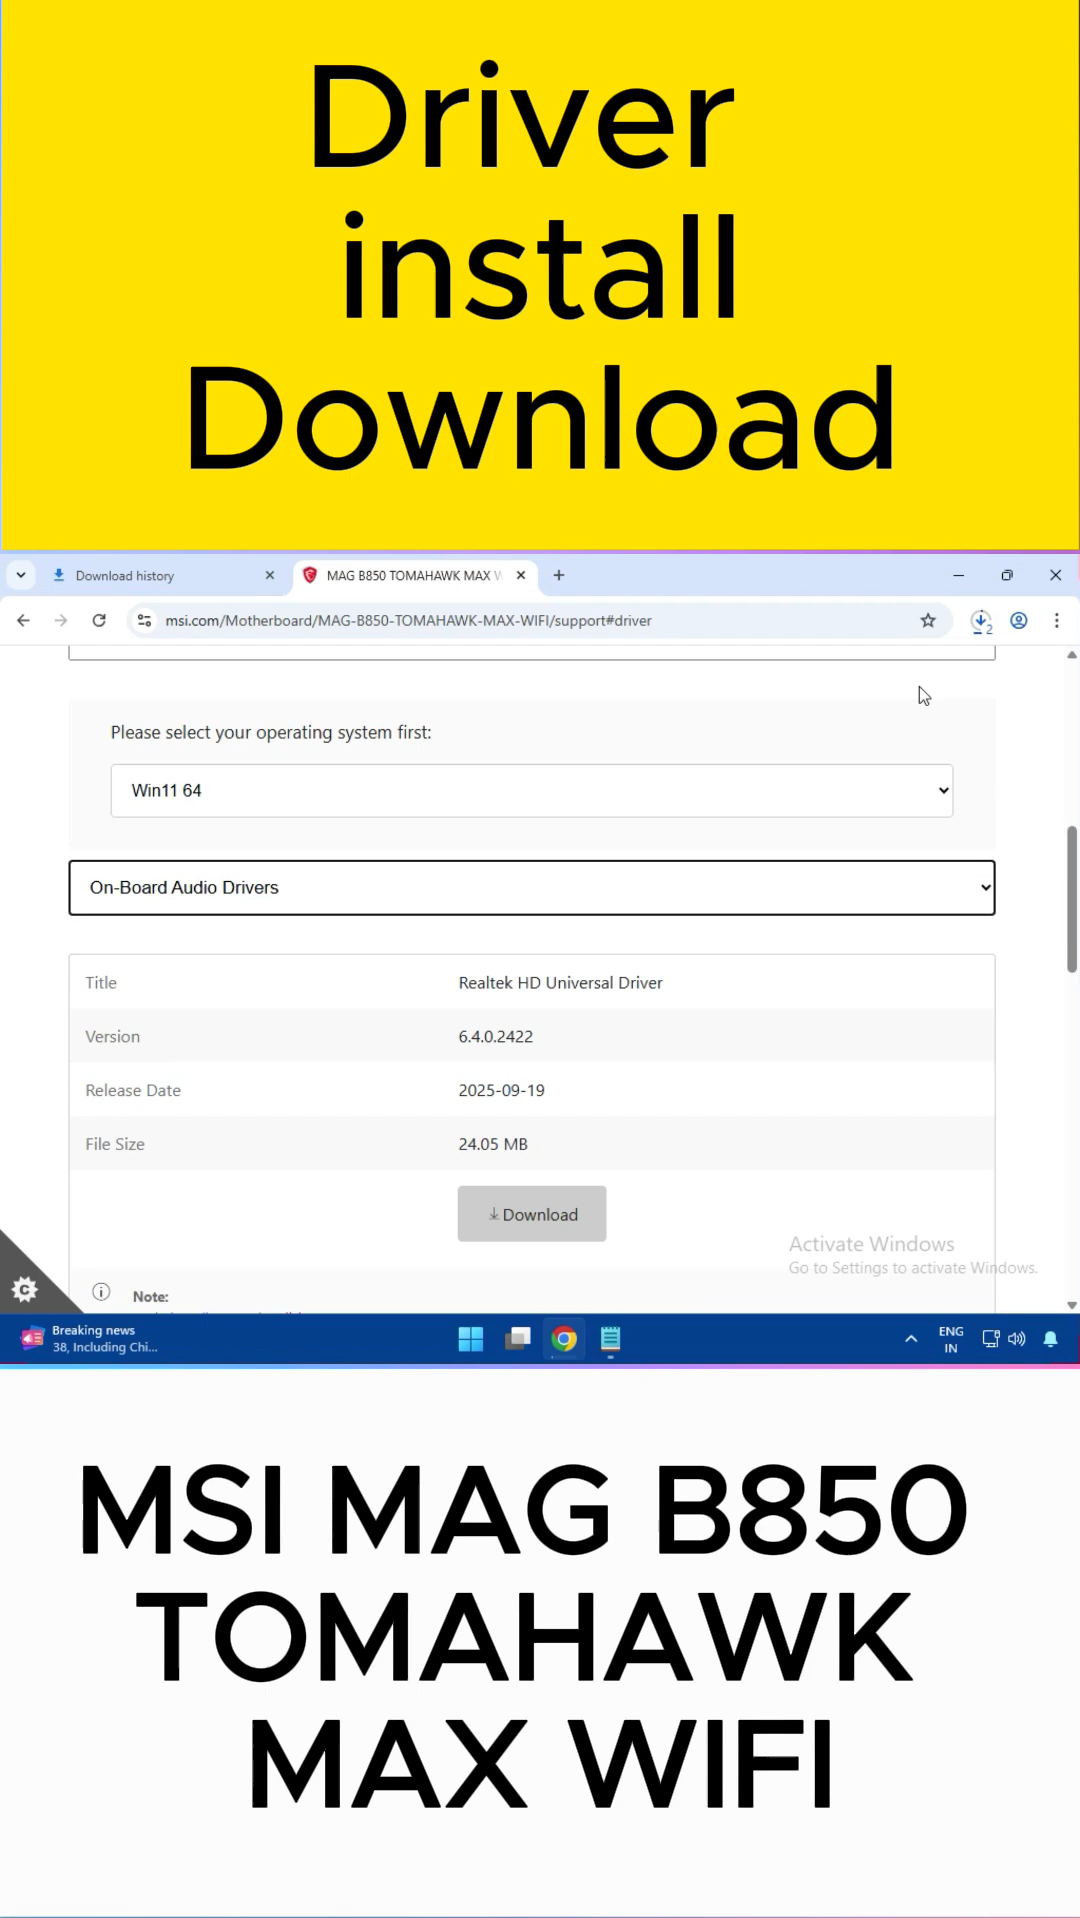 Driver
install
Download
Download history
MAG B850 TOMAHAWK MAX W
msi.com/Motherboard/MAG-B850-TOMAHAWK-MAX-WIFI/support#driver
2
Please select your operating system first:
Win11 64
On-Board Audio Drivers
Title Realtek HD Universal Driver
Version 6.4.0.2422
Release Date 2025-09-19
File Size 24.05 MB
Download
Activate Windows
Go to Settings to activate Windows.
Note:
Breaking news
38, Including Chi...
ENG
IN
MSI MAG B850
TOMAHAWK
MAX WIFI